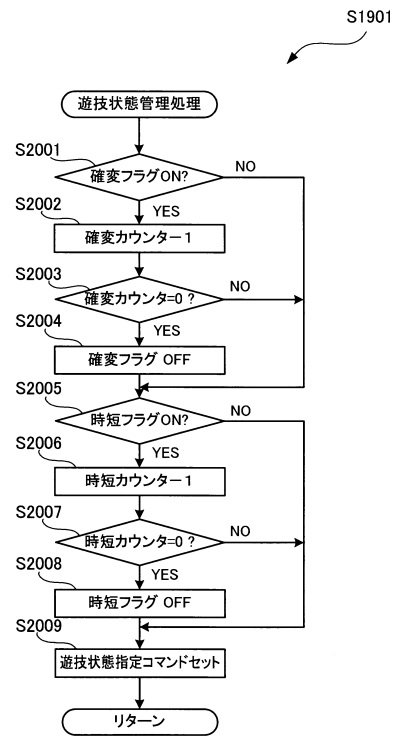 S1901
遊技状態管理処理
S2001
確変フラグON?
NO
YES
S2002
確変カウンター1
S2003
確変カウンタ=0 ?
NO
YES
S2004
確変フラグ OFF
S2005
時短フラグON?
NO
YES
S2006
時短カウンター1
S2007
時短カウンタ=0 ?
NO
YES
S2008
時短フラグ OFF
S2009
遊技状態指定コマンドセット
リターン